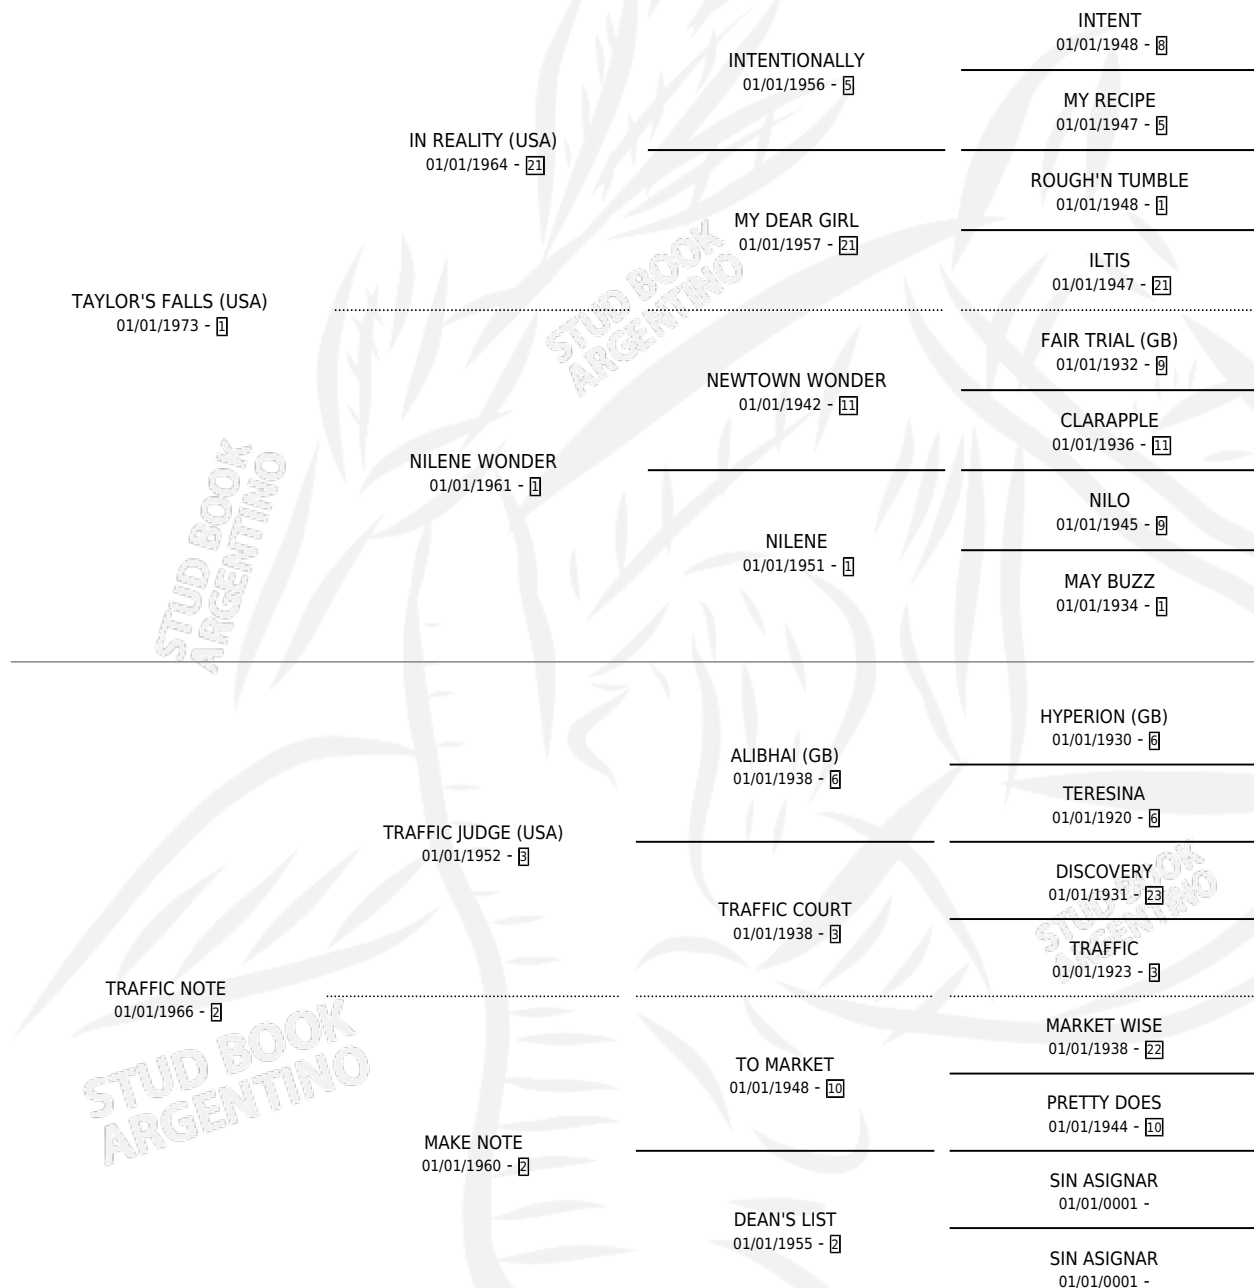 INTENT
01/01/1948 - 8
INTENTIONALLY
01/01/1956 - 5
MY RECIPE
01/01/1947 - 5
IN REALITY (USA)
01/01/1964 - 21
ROUGH'N TUMBLE
01/01/1948 - 1
MY DEAR GIRL
01/01/1957 - 21
ILTIS
01/01/1947 - 21
TAYLOR'S FALLS (USA)
01/01/1973 - 1
FAIR TRIAL (GB)
01/01/1932 - 9
NEWTOWN WONDER
01/01/1942 - 11
CLARAPPLE
01/01/1936 - 11
NILENE WONDER
01/01/1961 - 1
NILO
01/01/1945 - 9
NILENE
01/01/1951 - 1
MAY BUZZ
01/01/1934 - 1
HYPERION (GB)
01/01/1930 - 6
ALIBHAI (GB)
01/01/1938 - 6
TERESINA
01/01/1920 - 6
TRAFFIC JUDGE (USA)
01/01/1952 - 3
DISCOVERY
01/01/1931 - 23
TRAFFIC COURT
01/01/1938 - 3
TRAFFIC
01/01/1923 - 3
TRAFFIC NOTE
01/01/1966 - 2
MARKET WISE
01/01/1938 - 22
TO MARKET
01/01/1948 - 10
PRETTY DOES
01/01/1944 - 10
MAKE NOTE
01/01/1960 - 2
SIN ASIGNAR
01/01/0001 -
DEAN'S LIST
01/01/1955 - 2
SIN ASIGNAR
01/01/0001 -
STUD BOOK
ARGENTINO
STUD BOOK
ARGENTINO
STUD BOOK
ARGENTINO
STUD BOOK
ARGENTINO